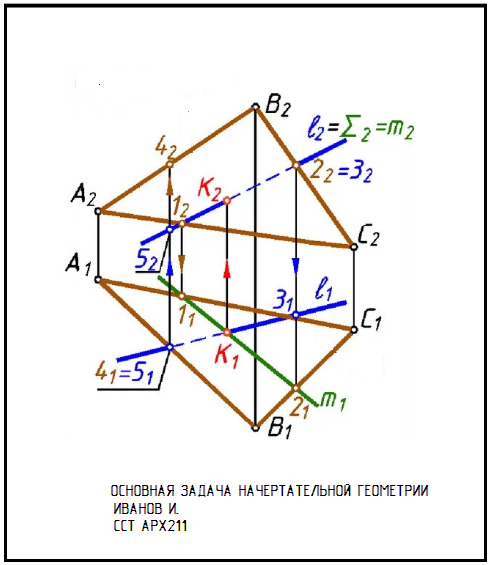 B₂
l₂=Σ₂=m₂
4₂
2₂=3₂
K₂
A₂
1₂
5₂
C₂
A₁
3₁
l₁
1₁
C₁
K₁
4₁=5₁
2₁
m₁
B₁
ОСНОВНАЯ ЗАДАЧА НАЧЕРТАТЕЛЬНОЙ ГЕОМЕТРИИ
ИВАНОВ И.
ССТ АРХ211